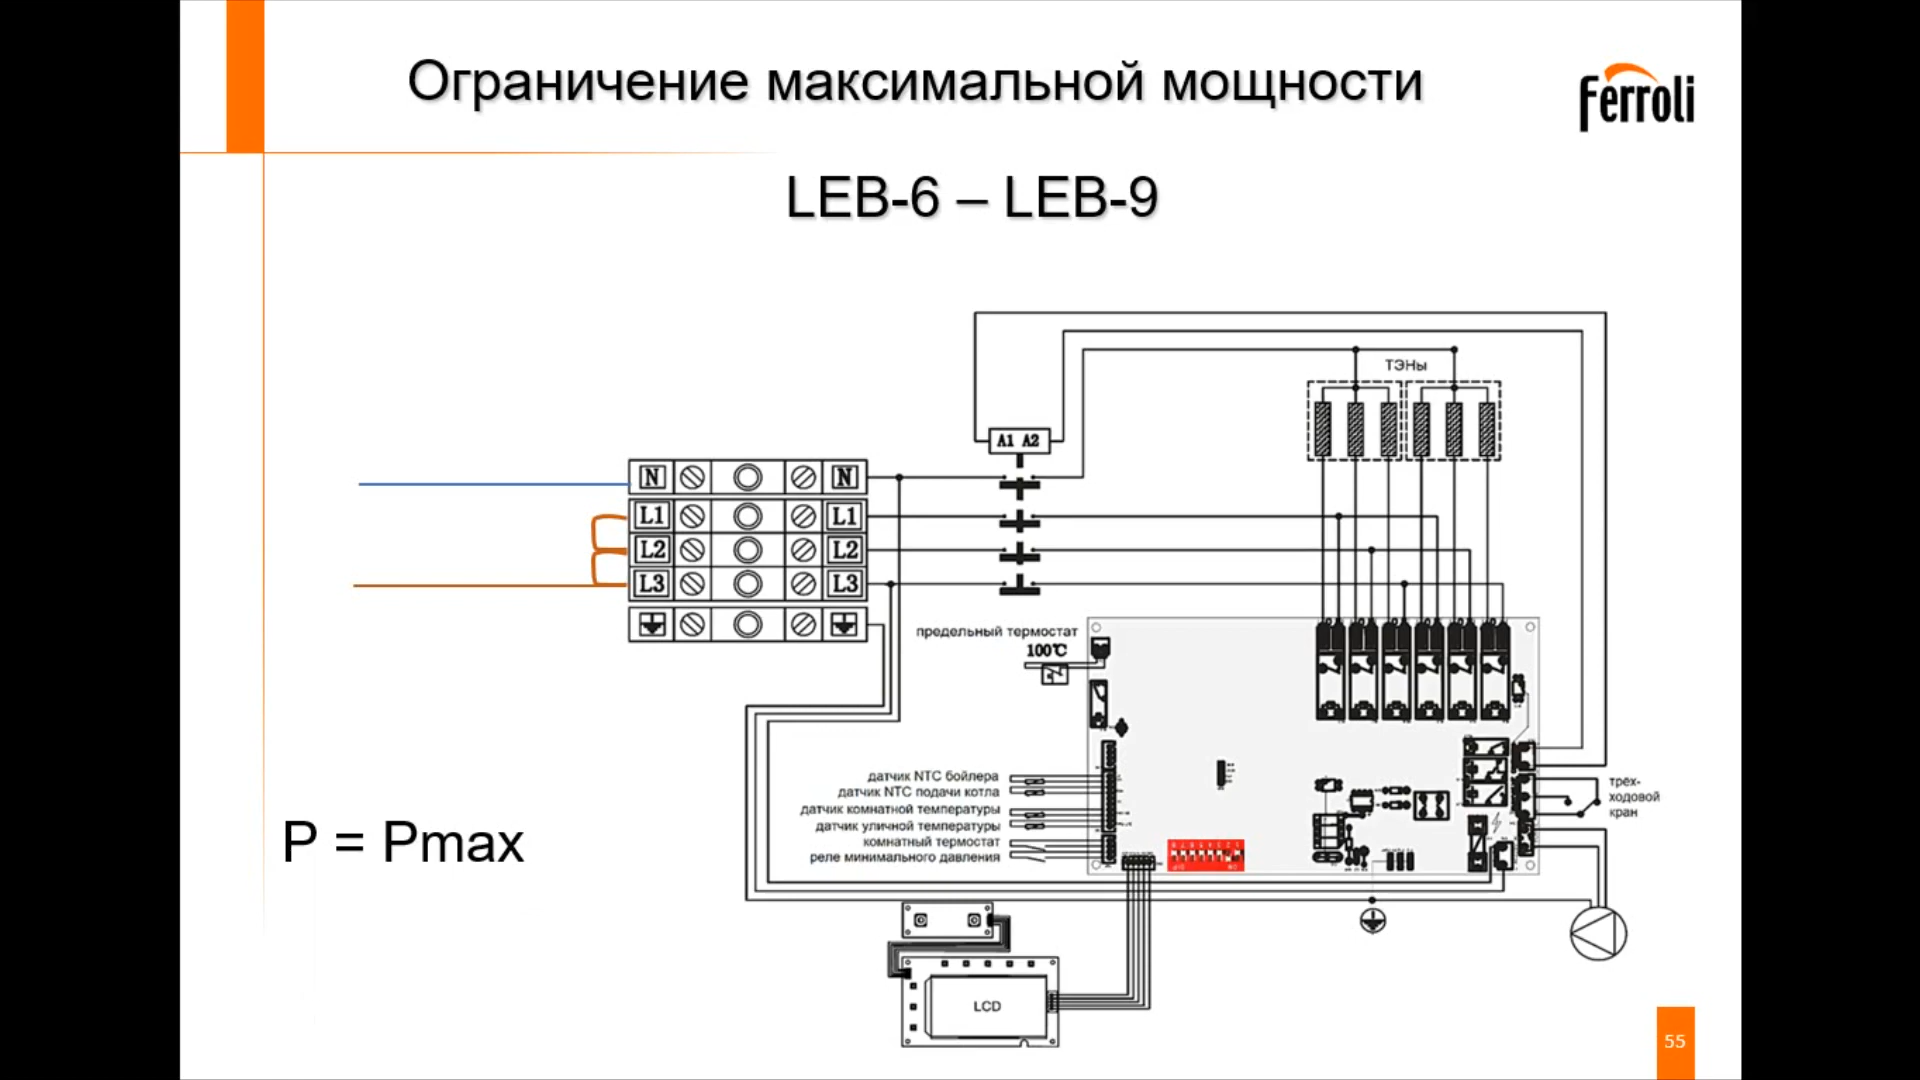 Ограничение максимальной мощности
ferroli
LEB-6 – LEB-9
ТЭНы
A1 A2
N N
L1 L1
L2 L2
L3 L3
предельный термостат
100℃
датчик NTC бойлера
датчик NTC подачи котла
датчик комнатной температуры
датчик уличной температуры
комнатный термостат
реле минимального давления
трёх-
ходовой
кран
P = Pmax
LCD
55